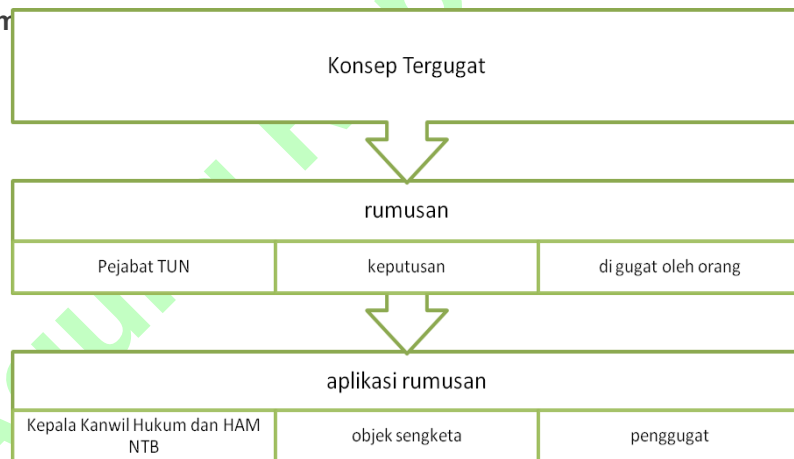 Konsep Tergugat
rumusan
Pejabat TUN
keputusan
di gugat oleh orang
aplikasi rumusan
Kepala Kanwil Hukum dan HAM
NTB
objek sengketa
penggugat